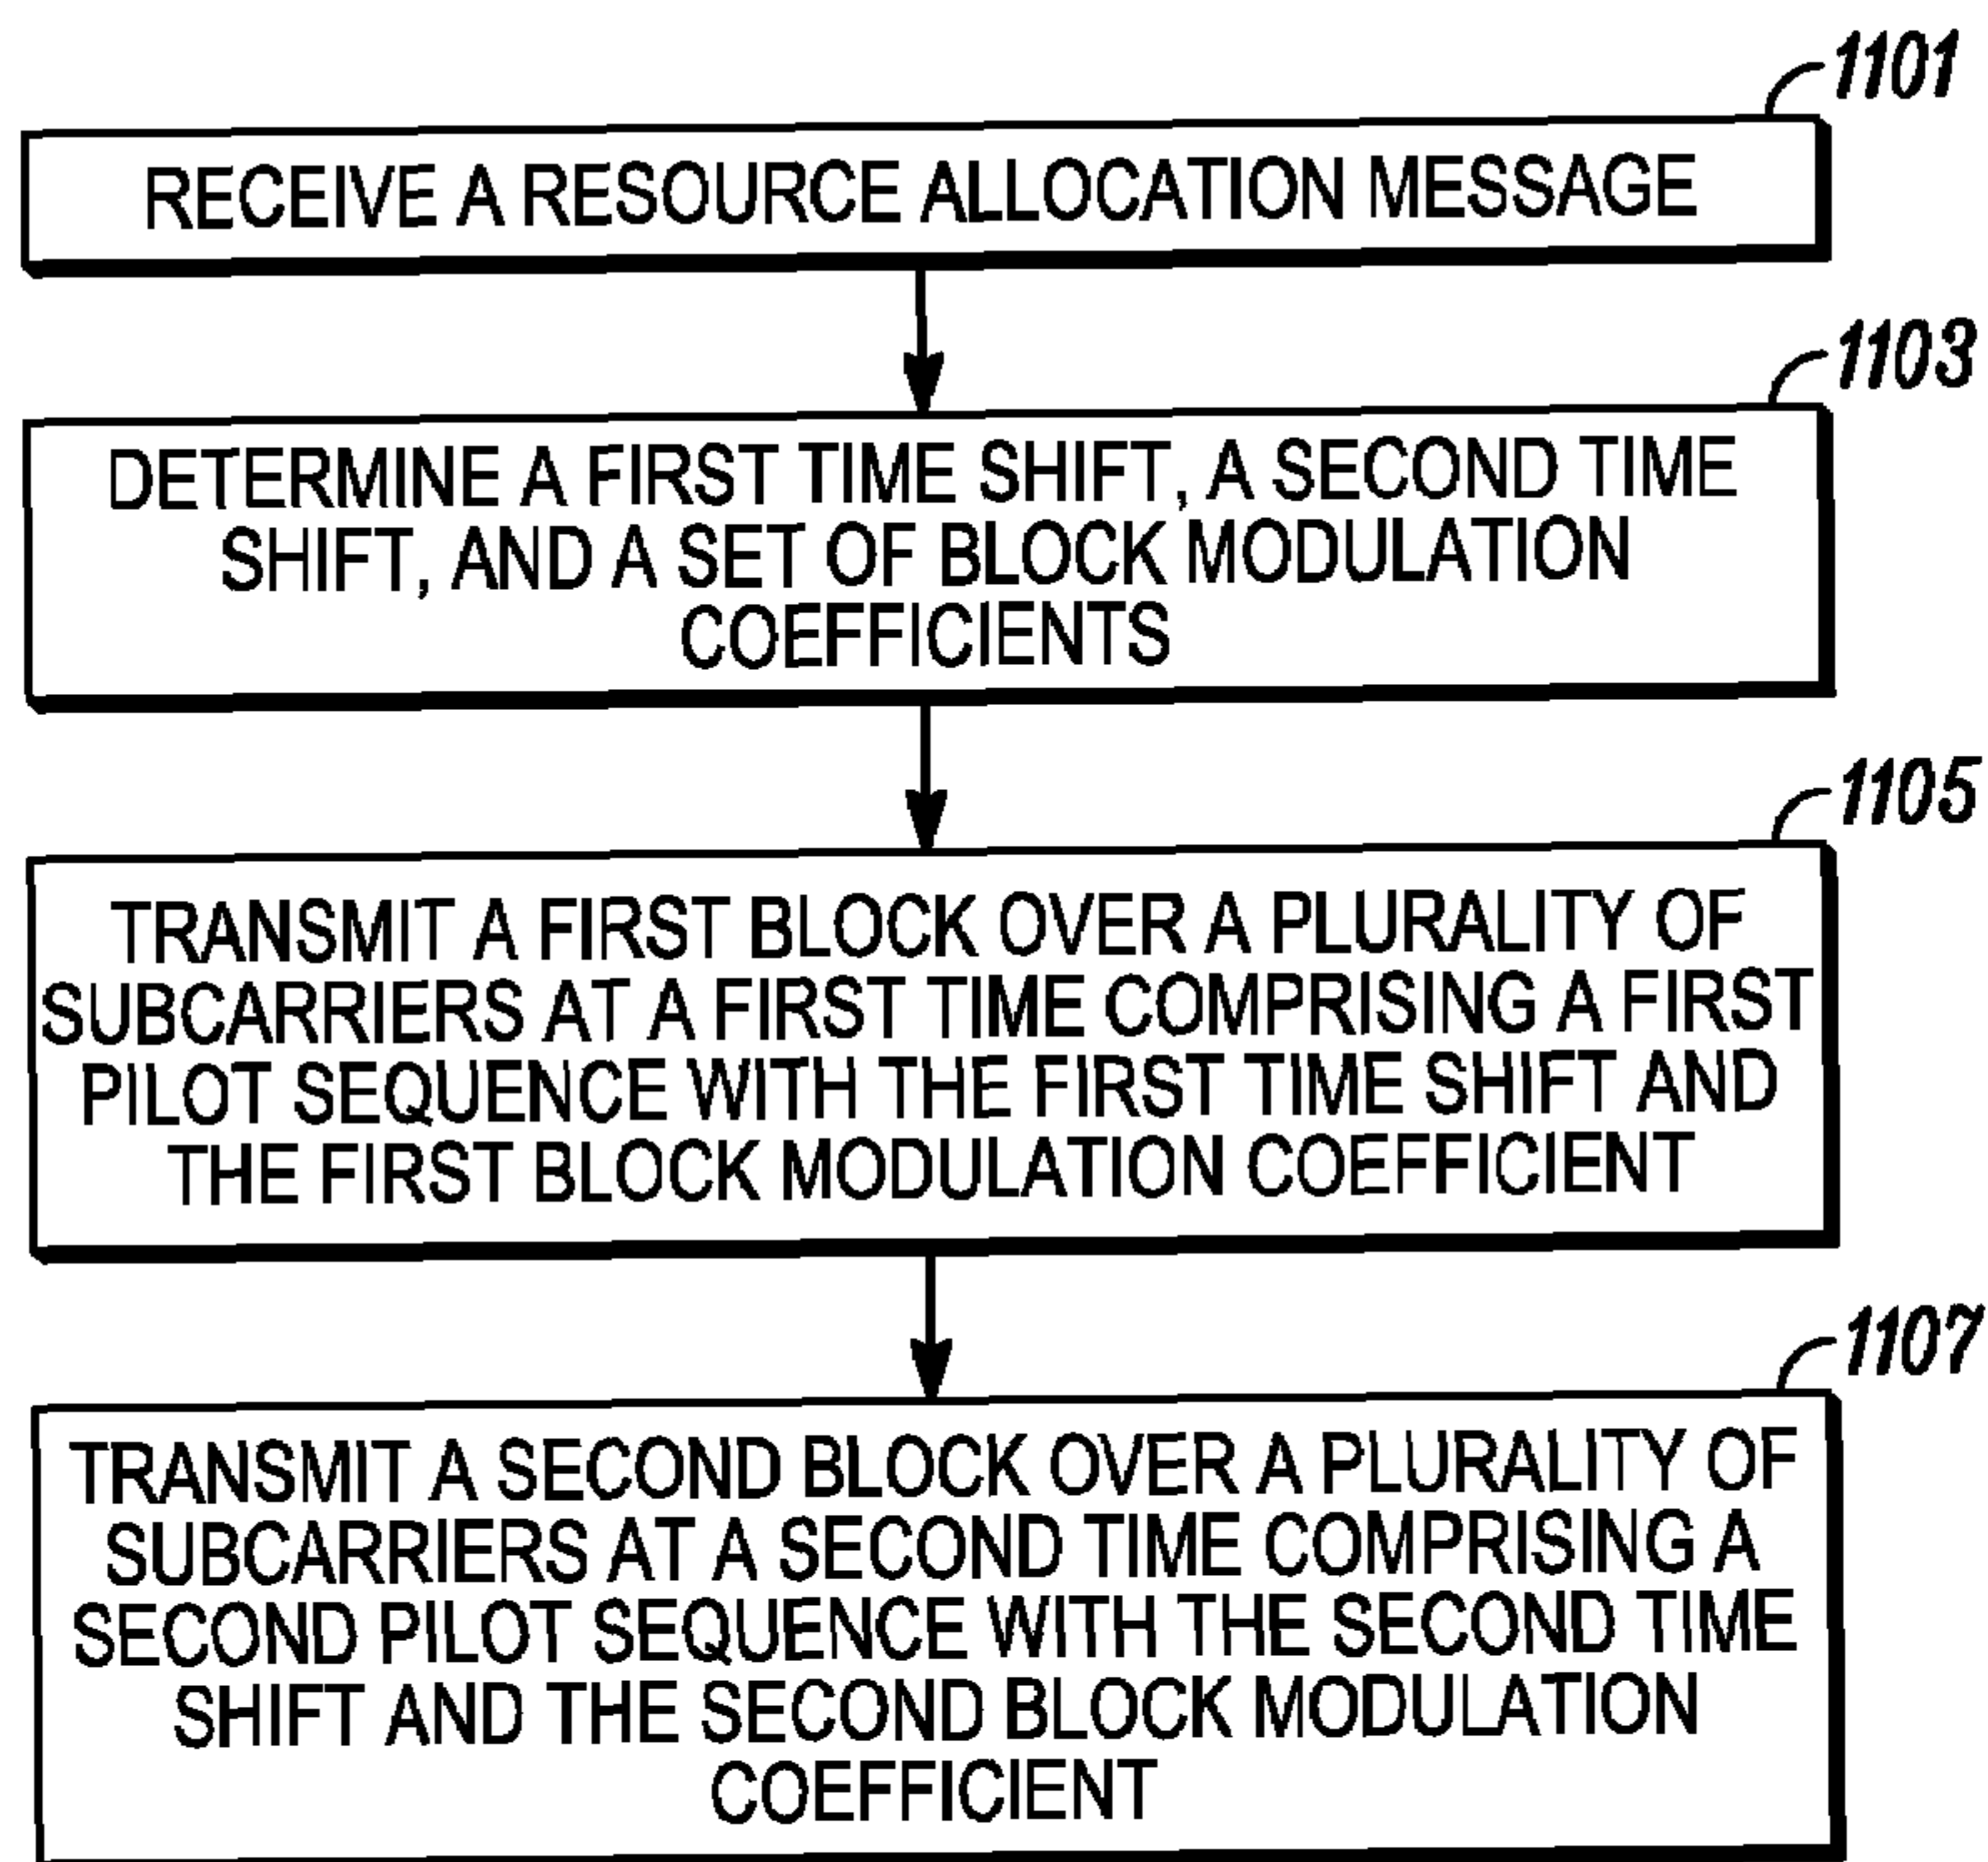 1101
RECEIVE A RESOURCE ALLOCATION MESSAGE
1103
DETERMINE A FIRST TIME SHIFT, A SECOND TIME
SHIFT, AND A SET OF BLOCK MODULATION
COEFFICIENTS
1105
TRANSMIT A FIRST BLOCK OVER A PLURALITY OF
SUBCARRIERS AT A FIRST TIME COMPRISING A FIRST
PILOT SEQUENCE WITH THE FIRST TIME SHIFT AND
THE FIRST BLOCK MODULATION COEFFICIENT
1107
TRANSMIT A SECOND BLOCK OVER A PLURALITY OF
SUBCARRIERS AT A SECOND TIME COMPRISING A
SECOND PILOT SEQUENCE WITH THE SECOND TIME
SHIFT AND THE SECOND BLOCK MODULATION
COEFFICIENT